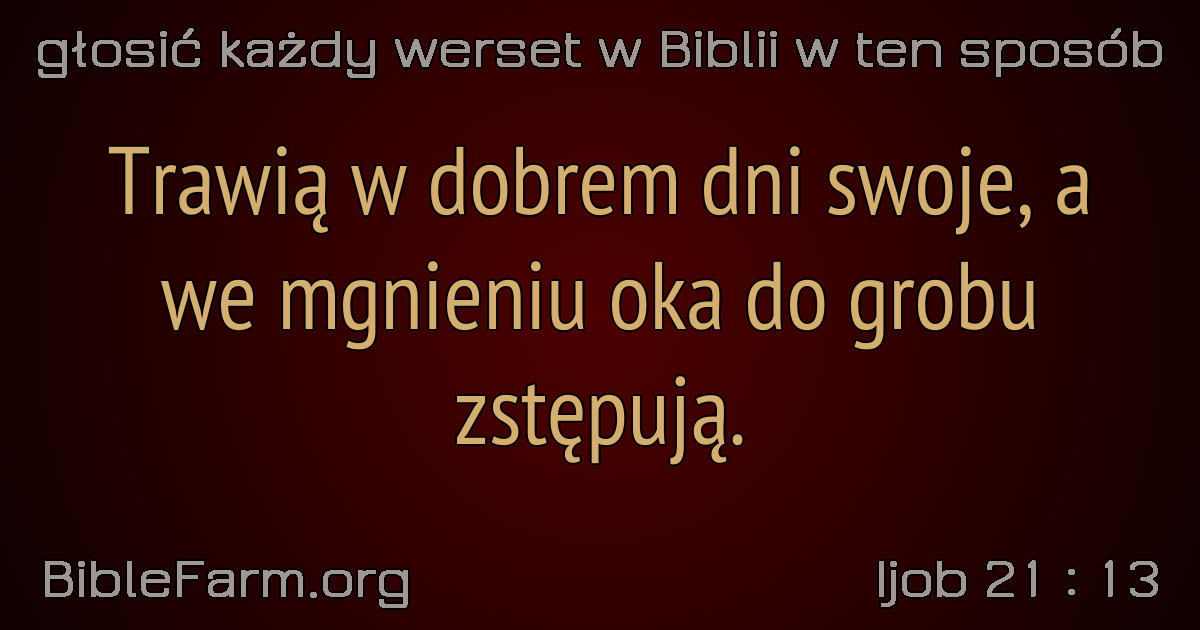 głosić każdy werset w Biblii w ten sposób
Trawią w dobrem dni swoje, a
we mgnieniu oka do grobu
zstępują.
BibleFarm.org
Ijob 21 : 13